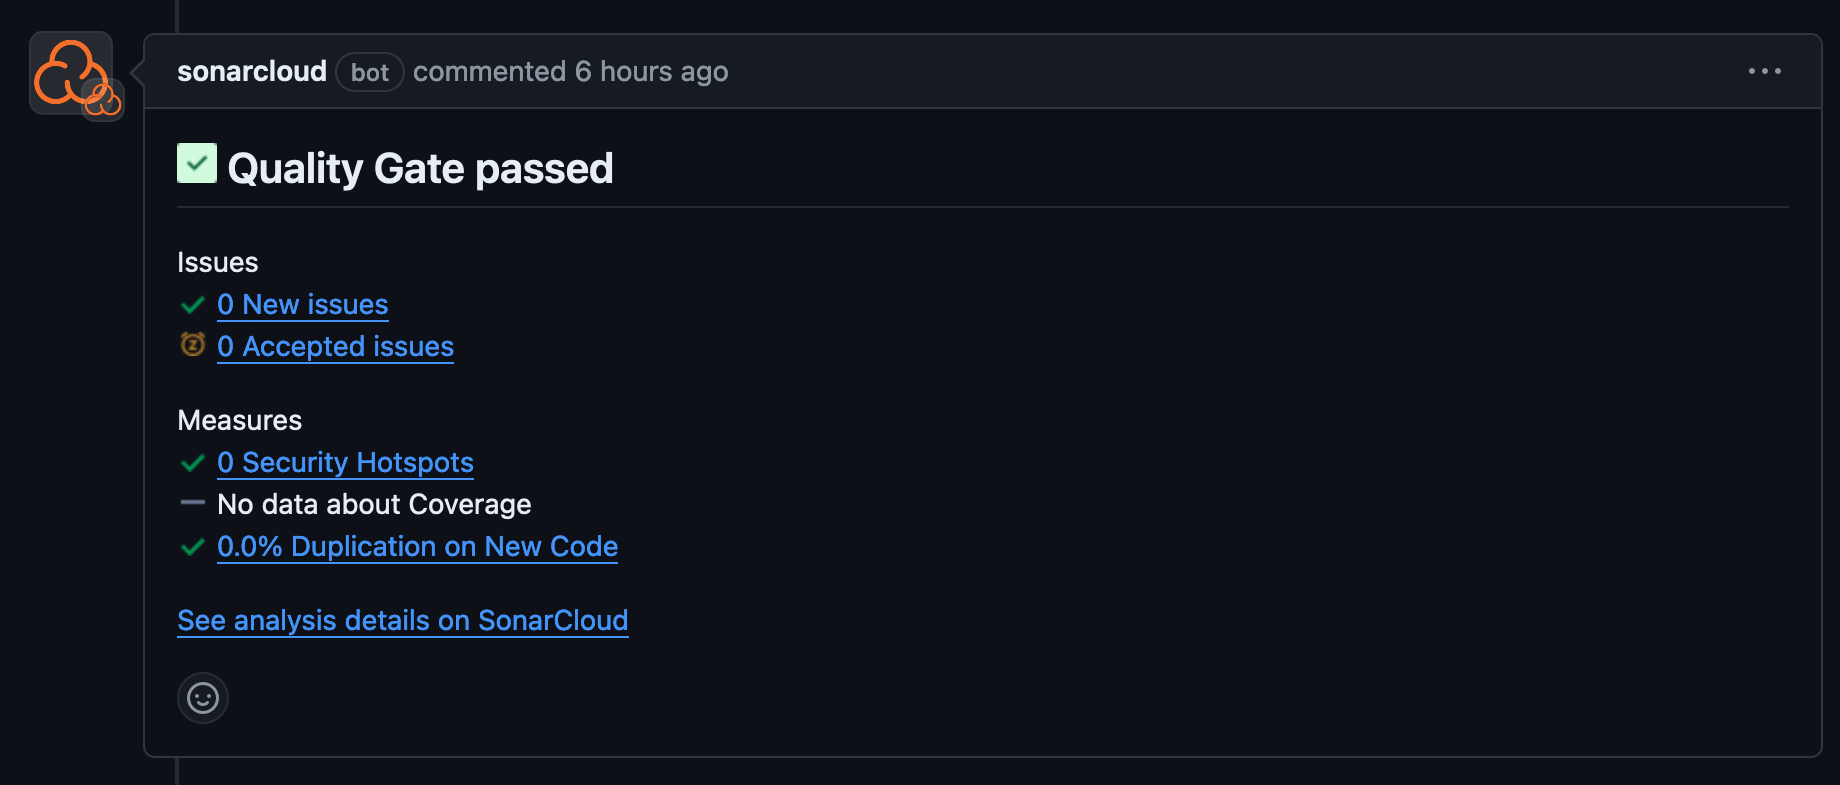 sonarcloud bot commented 6 hours ago
Quality Gate passed
Issues
0 New issues
0 Accepted issues
Measures
0 Security Hotspots
No data about Coverage
0.0% Duplication on New Code
See analysis details on SonarCloud